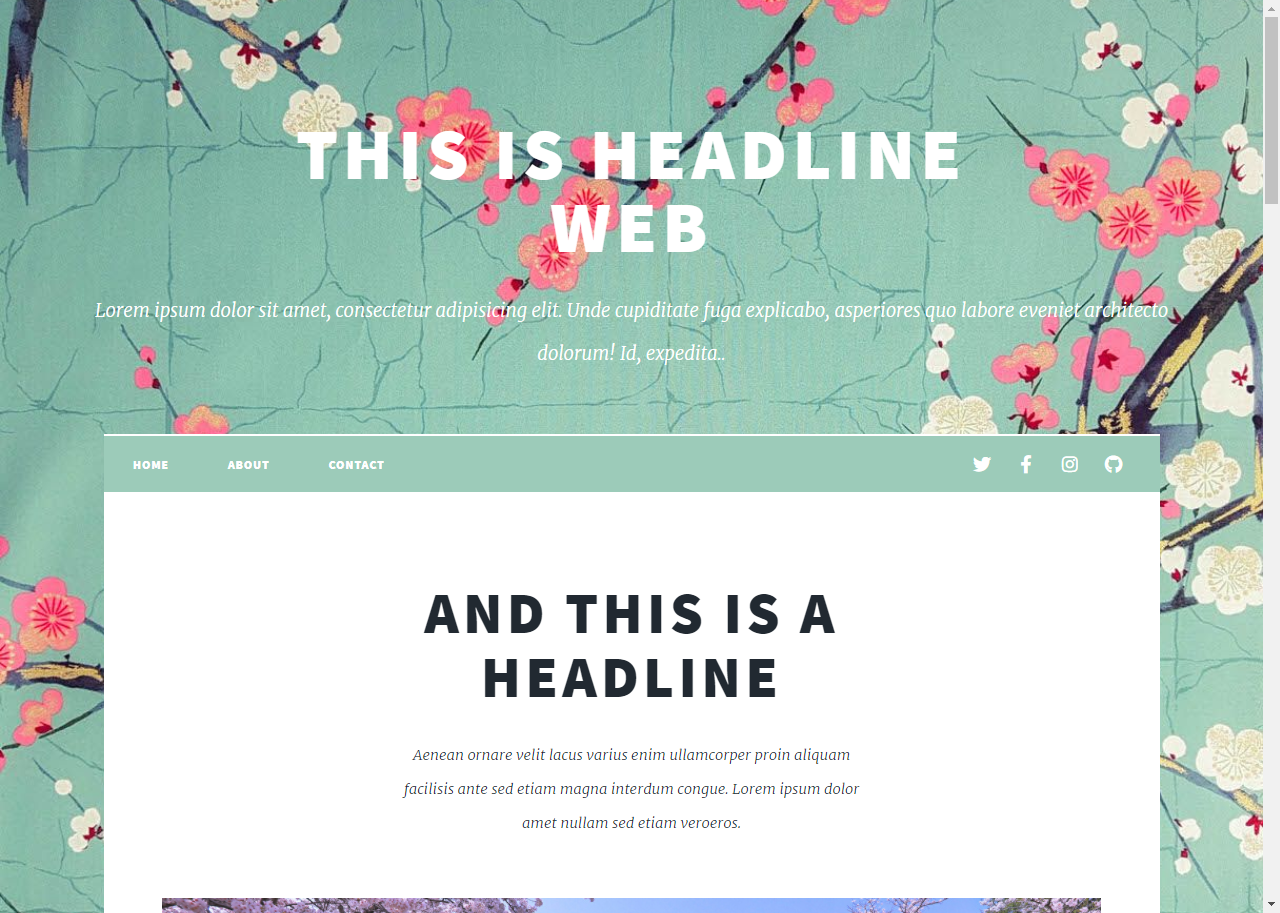 THIS IS HEADLINE
WEB
Lorem ipsum dolor sit amet, consectetur adipisicing elit. Unde cupiditate fuga explicabo, asperiores quo labore eveniet architecto
dolorum! Id, expedita..
HOME ABOUT CONTACT
AND THIS IS A
HEADLINE
Aenean ornare velit lacus varius enim ullamcorper proin aliquam
facilisis ante sed etiam magna interdum congue. Lorem ipsum dolor
amet nullam sed etiam veroeros.